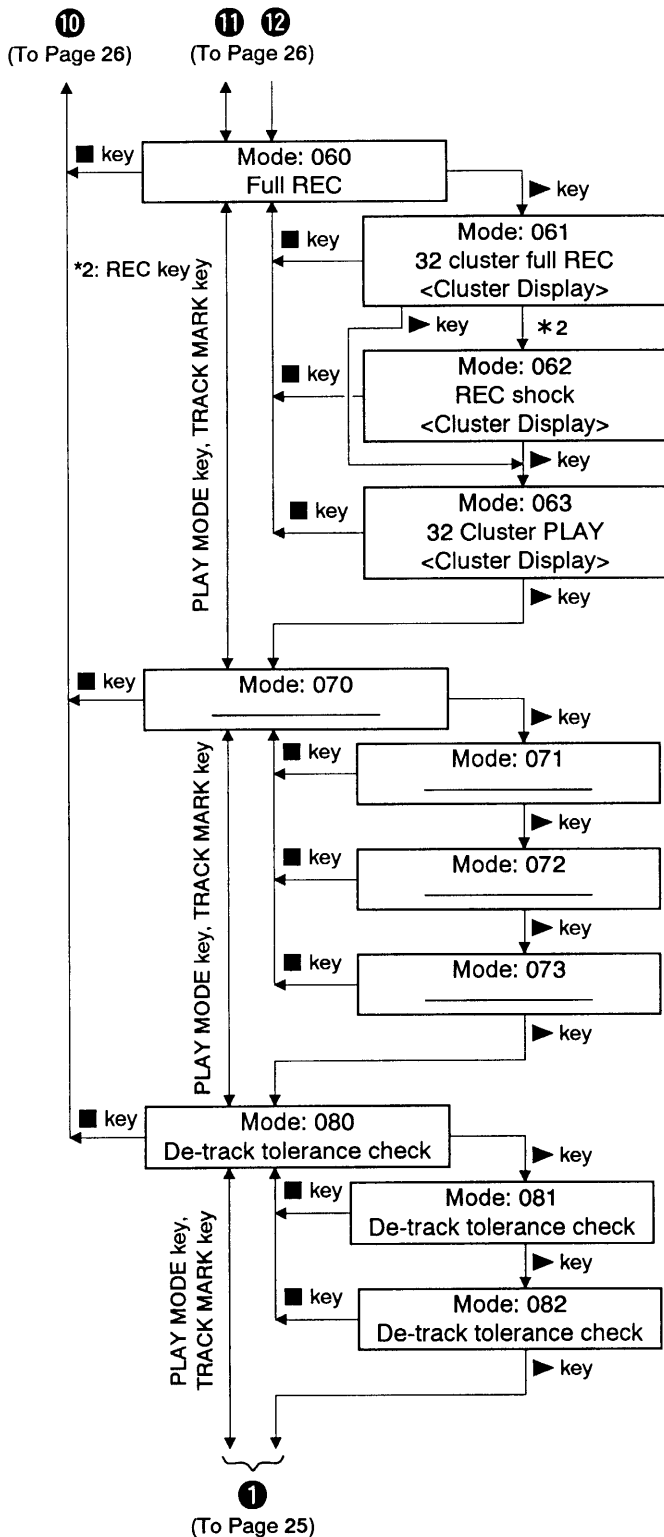 ❿ ⓫ ⓬
(To Page 26) (To Page 26)
■ key
Mode: 060
Full REC
► key
*2: REC key
PLAY MODE key, TRACK MARK key
■ key
Mode: 061
32 cluster full REC
<Cluster Display>
► key
*2
■ key
Mode: 062
REC shock
<Cluster Display>
► key
■ key
Mode: 063
32 Cluster PLAY
<Cluster Display>
► key
■ key
Mode: 070
► key
PLAY MODE key, TRACK MARK key
■ key
Mode: 071
► key
■ key
Mode: 072
► key
■ key
Mode: 073
► key
■ key
Mode: 080
De-track tolerance check
► key
PLAY MODE key,
TRACK MARK key
■ key
Mode: 081
De-track tolerance check
► key
■ key
Mode: 082
De-track tolerance check
► key
❶
(To Page 25)